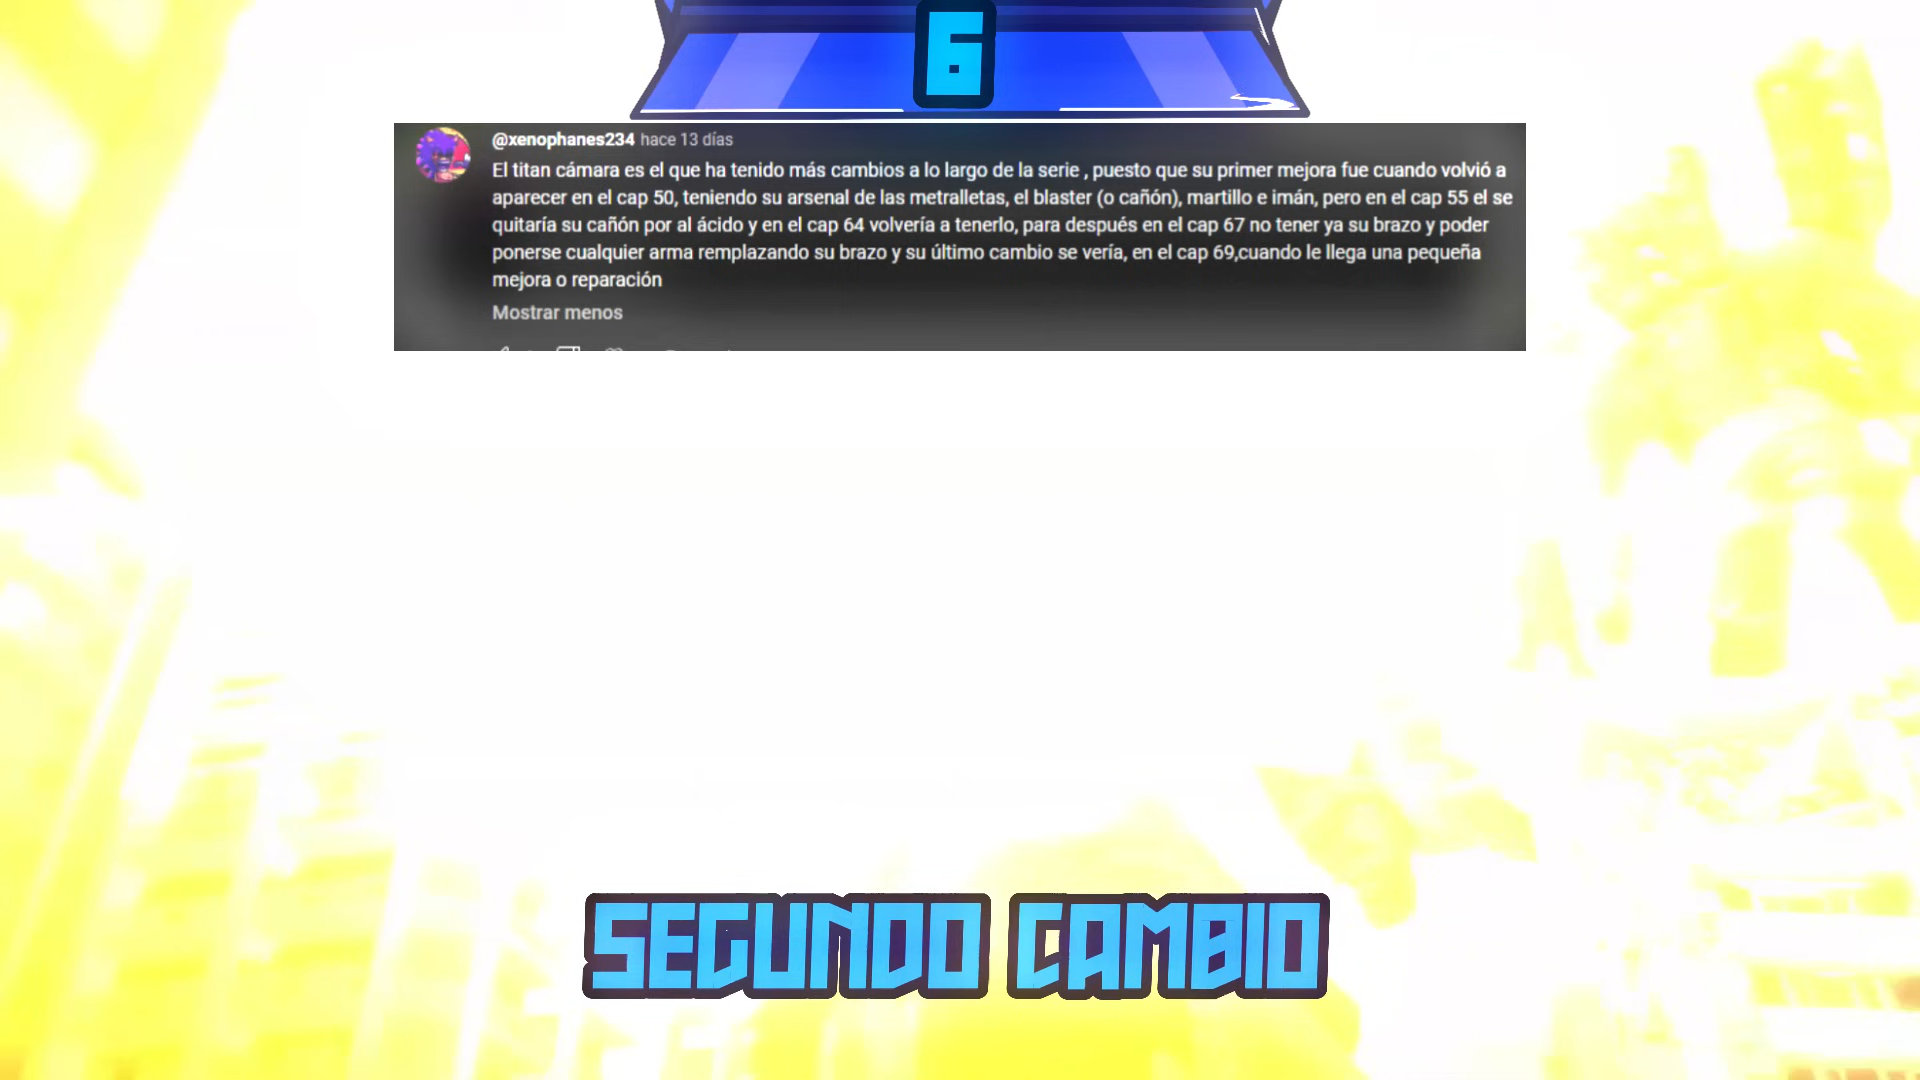 6
@xenophanes234 hace 13 días
El titan cámara es el que ha tenido más cambios a lo largo de la serie , puesto que su primer mejora fue cuando volvió a
aparecer en el cap 50, teniendo su arsenal de las metralletas, el blaster (o cañón), martillo e imán, pero en el cap 55 el se
quitaría su cañón por al ácido y en el cap 64 volvería a tenerlo, para después en el cap 67 no tener ya su brazo y poder
ponerse cualquier arma remplazando su brazo y su último cambio se vería, en el cap 69,cuando le llega una pequeña
mejora o reparación
Mostrar menos
SEGUNDO CAMBIO